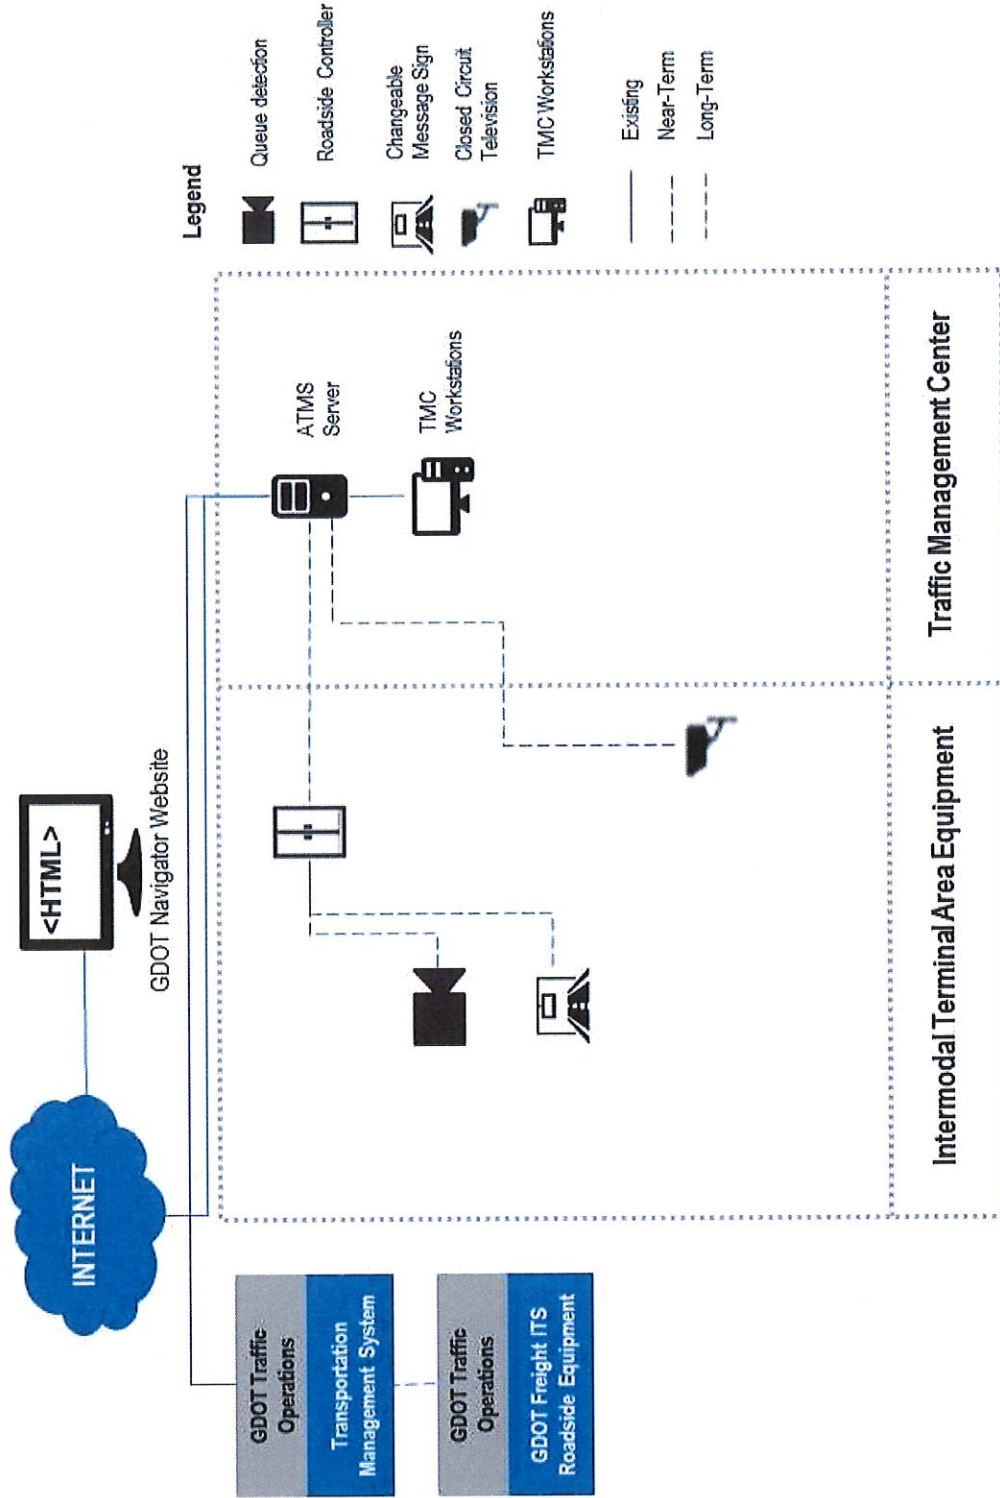 <HTML>
INTERNET
GDOT Navigator Website
GDOT Traffic
Operations
Transportation
Management System
GDOT Traffic
Operations
GDOT Freight ITS
Roadside Equipment
ATMS
Server
TMC
Workstations
Intermodal Terminal Area Equipment
Traffic Management Center
Legend
Queue detection
Roadside Controller
Changeable
Message Sign
Closed Circuit
Television
TMC Workstations
Existing
Near-Term
Long-Term